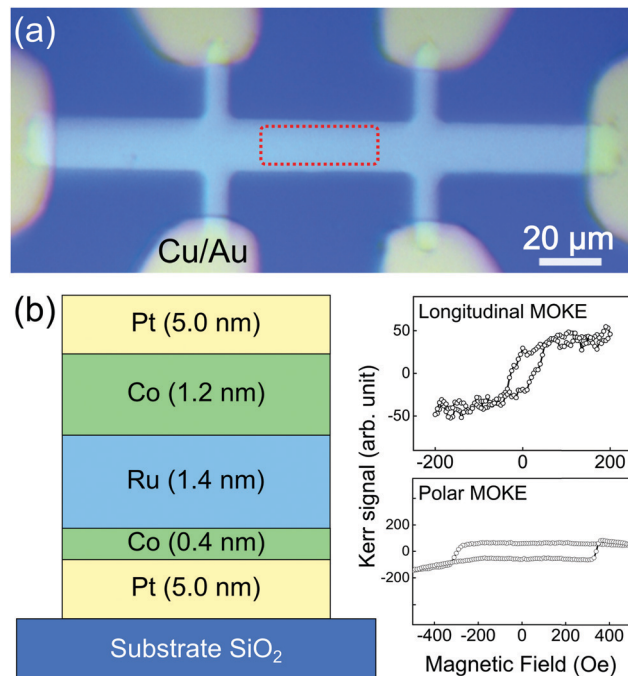 (a)
Cu/Au
20 μm
(b)
Pt (5.0 nm)
Co (1.2 nm)
Ru (1.4 nm)
Co (0.4 nm)
Pt (5.0 nm)
Substrate SiO₂
Kerr signal (arb. unit)
Longitudinal MOKE
50
0
-50
-200
0
200
Polar MOKE
200
0
-200
-400
-200
0
200
400
Magnetic Field (Oe)